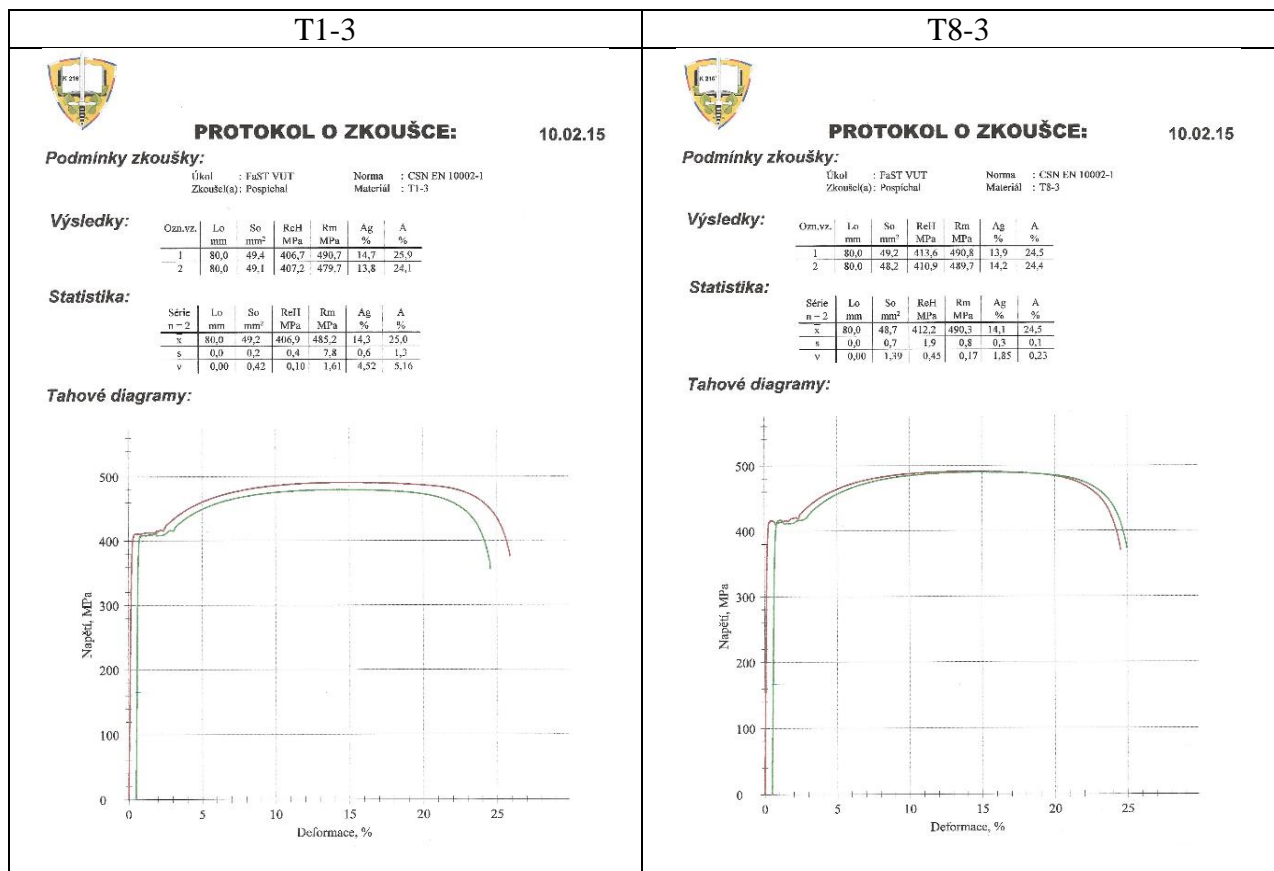 T1-3
K 216
PROTOKOL O ZKOUŠCE: 10.02.15
Podmínky zkoušky:
Úkol : FaST VUT Norma : CSN EN 10002-1
Zkoušel(a) : Pospíchal Materiál : T1-3
Výsledky:
Ozn.vz. Lo So ReH Rm Ag A
mm mm² MPa MPa % %
1 80,0 49,4 406,7 490,7 14,7 25,9
2 80,0 49,1 407,2 479,7 13,8 24,1
Statistika:
Série Lo So ReH Rm Ag A
n = 2 mm mm² MPa MPa % %
x 80,0 49,2 406,9 485,2 14,3 25,0
s 0,0 0,2 0,4 7,8 0,6 1,3
v 0,00 0,42 0,10 1,61 4,52 5,16
Tahové diagramy:
500
400
300
200
100
0
Napětí, MPa
0 5 10 15 20 25
Deformace, %
T8-3
K 216
PROTOKOL O ZKOUŠCE: 10.02.15
Podmínky zkoušky:
Úkol : FaST VUT Norma : CSN EN 10002-1
Zkoušel(a) : Pospíchal Materiál : T8-3
Výsledky:
Ozn.vz. Lo So ReH Rm Ag A
mm mm² MPa MPa % %
1 80,0 49,2 413,6 490,8 13,9 24,5
2 80,0 48,2 410,9 489,7 14,2 24,4
Statistika:
Série Lo So ReH Rm Ag A
n = 2 mm mm² MPa MPa % %
x 80,0 48,7 412,2 490,3 14,1 24,5
s 0,0 0,7 1,9 0,8 0,3 0,1
v 0,00 1,39 0,45 0,17 1,85 0,23
Tahové diagramy:
500
400
300
200
100
0
Napětí, MPa
0 5 10 15 20 25
Deformace, %